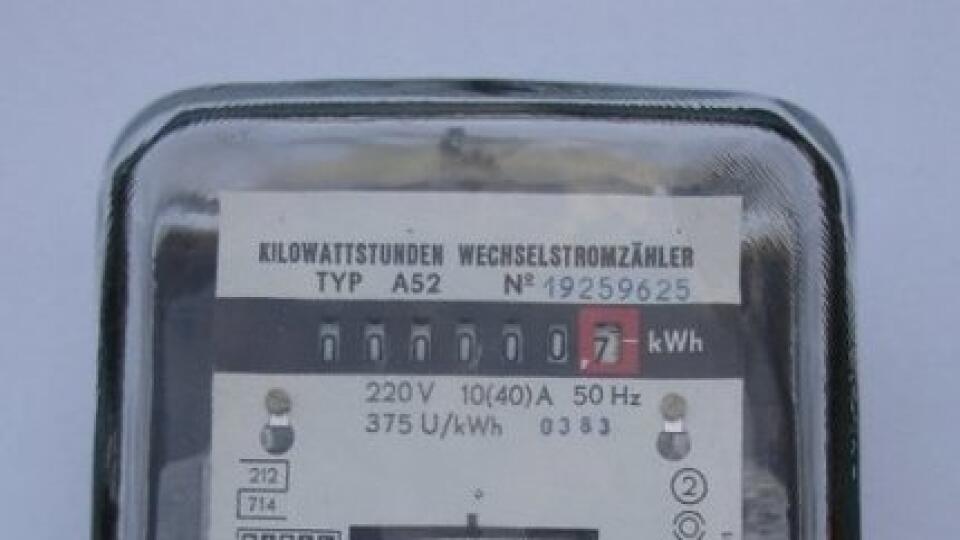 KILOWATTSTUNDEN WECHSELSTROMZÄHLER
TYP A52 Nº 19259625
000000,7 kWh
220 V 10(40)A 50 Hz
375 U/kWh 0383
212
714
2